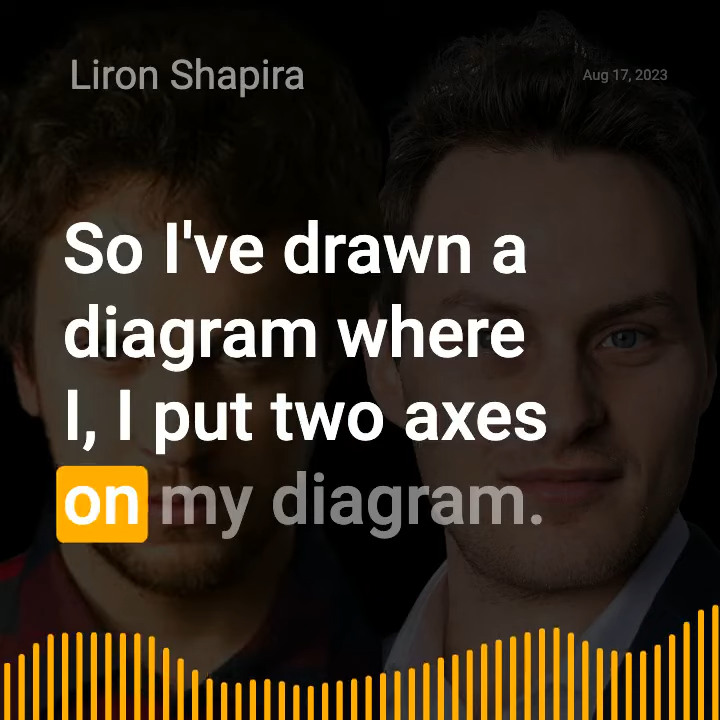 Liron Shapira
Aug 17, 2023
So I've drawn a
diagram where
I, I put two axes
on my diagram.